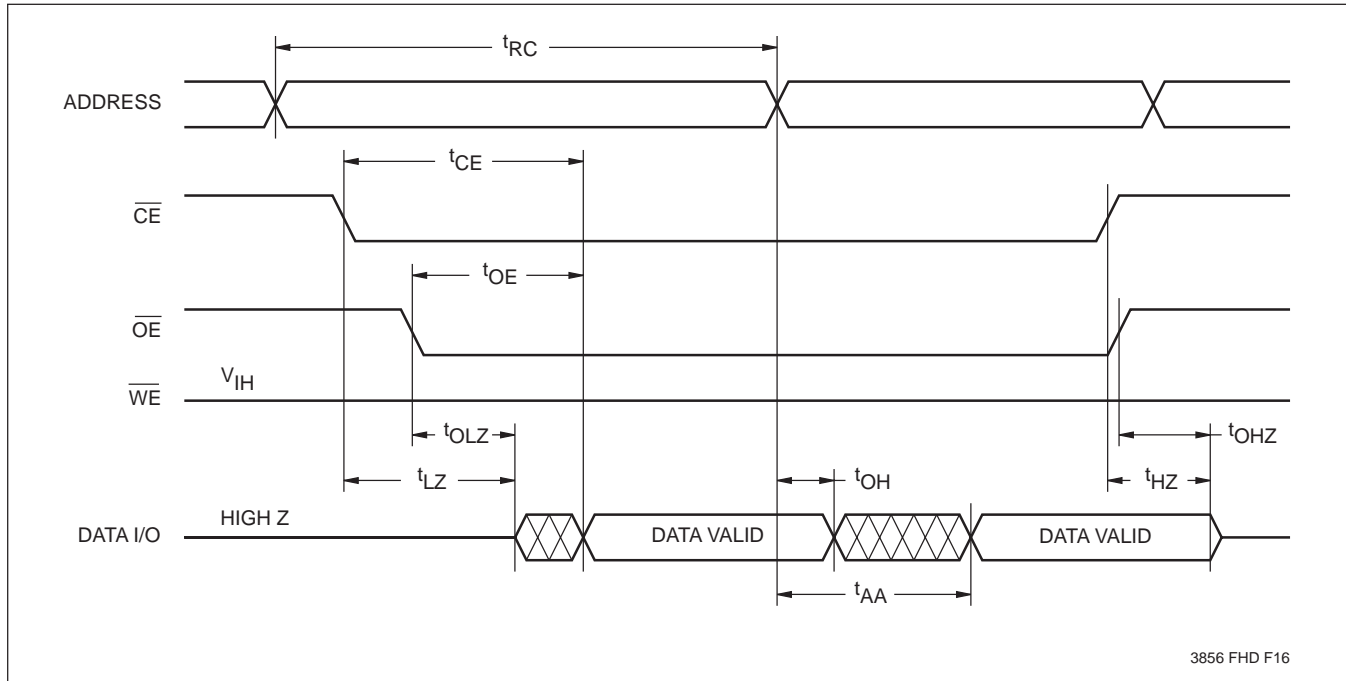 tRC
ADDRESS
tCE
CE
tOE
OE
VIH
WE
tOLZ
tOHZ
tLZ
tOH
tHZ
HIGH Z
DATA I/O
DATA VALID
DATA VALID
tAA
3856 FHD F16